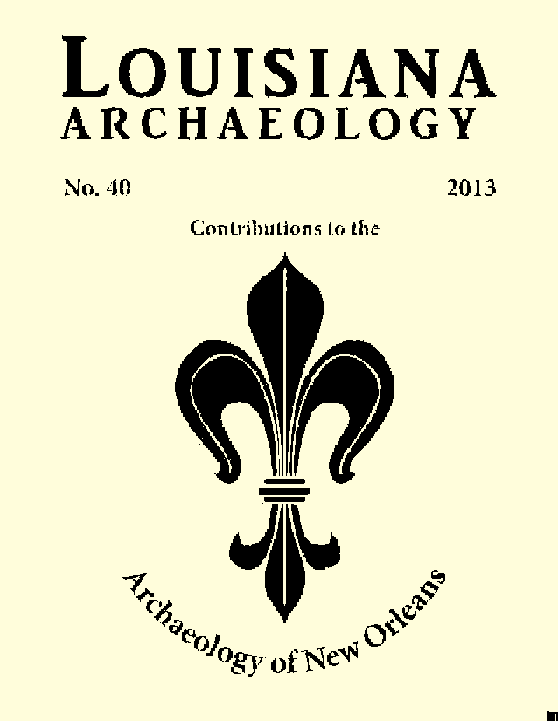 LOUISIANA
ARCHAEOLOGY
No. 40 2013
Contributions to the
Archaeology of New Orleans